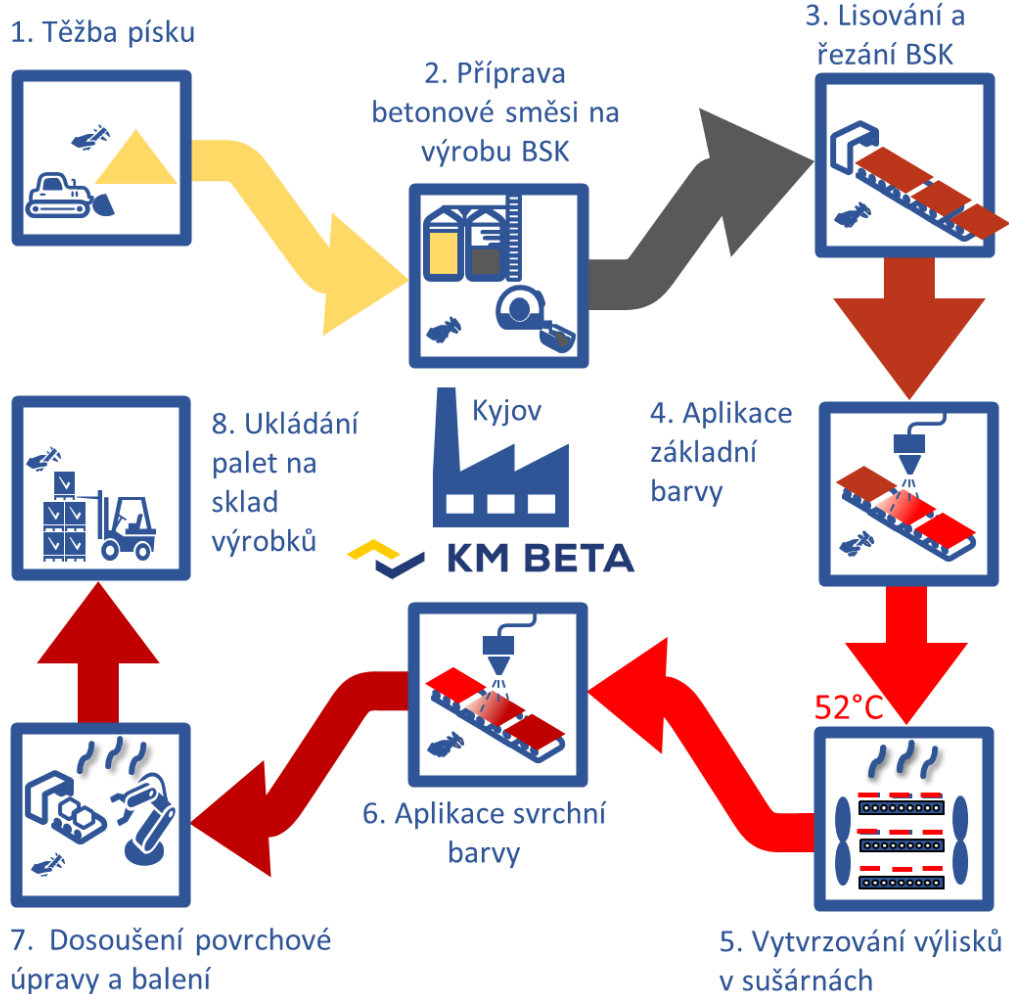 1. Těžba písku
2. Příprava
betonové směsi na
výrobu BSK
3. Lisování a
řezání BSK
4. Aplikace
základní
barvy
52°C
5. Vytvrzování výlisků
v sušárnách
6. Aplikace svrchní
barvy
7. Dosoušení povrchové
úpravy a balení
8. Ukládání
palet na
sklad
výrobků
Kyjov
KM BETA